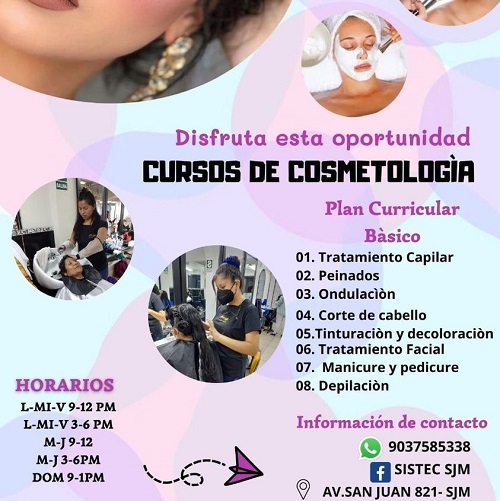 Disfruta esta oportunidad
CURSOS DE COSMETOLOGÌA
Plan Curricular
Bàsico
01. Tratamiento Capilar
02. Peinados
03. Ondulaciòn
04. Corte de cabello
05.Tinturaciòn y decoloraciòn
06. Tratamiento Facial
07. Manicure y pedicure
08. Depilaciòn
HORARIOS
L-MI-V 9-12 PM
L-MI-V 3-6 PM
M-J 9-12
M-J 3-6PM
DOM 9-1PM
Información de contacto
9037585338
SISTEC SJM
AV.SAN JUAN 821- SJM